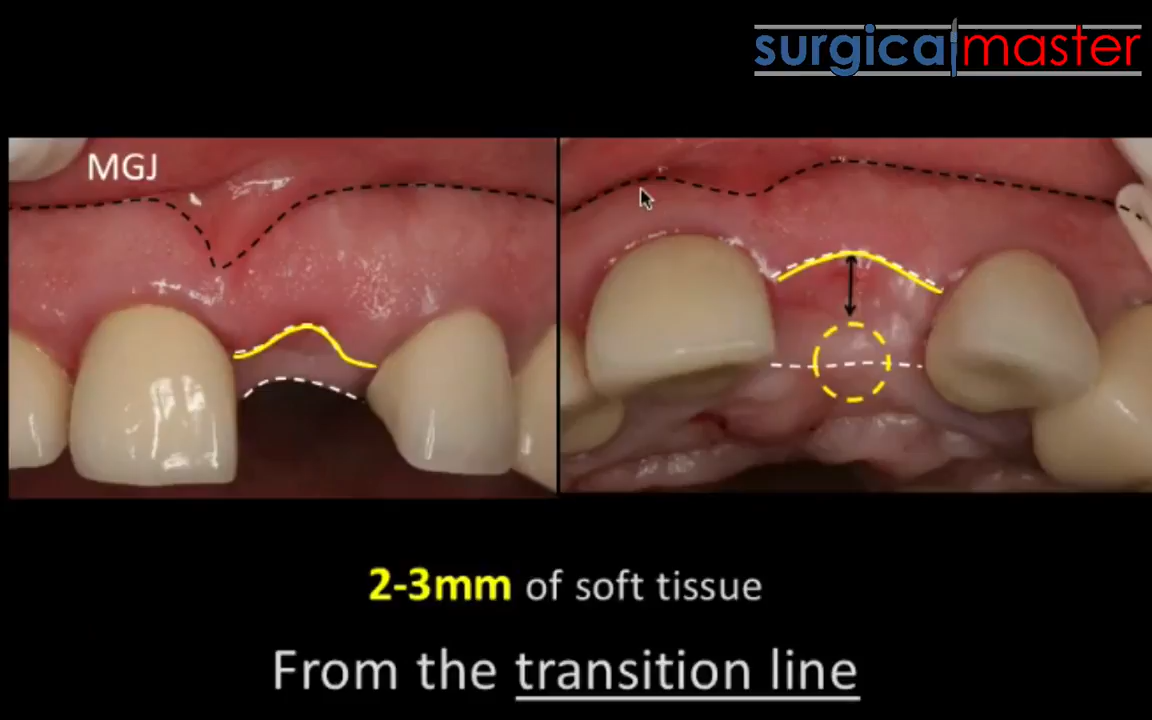 surgicalmaster
MGJ
2-3mm of soft tissue
From the transition line